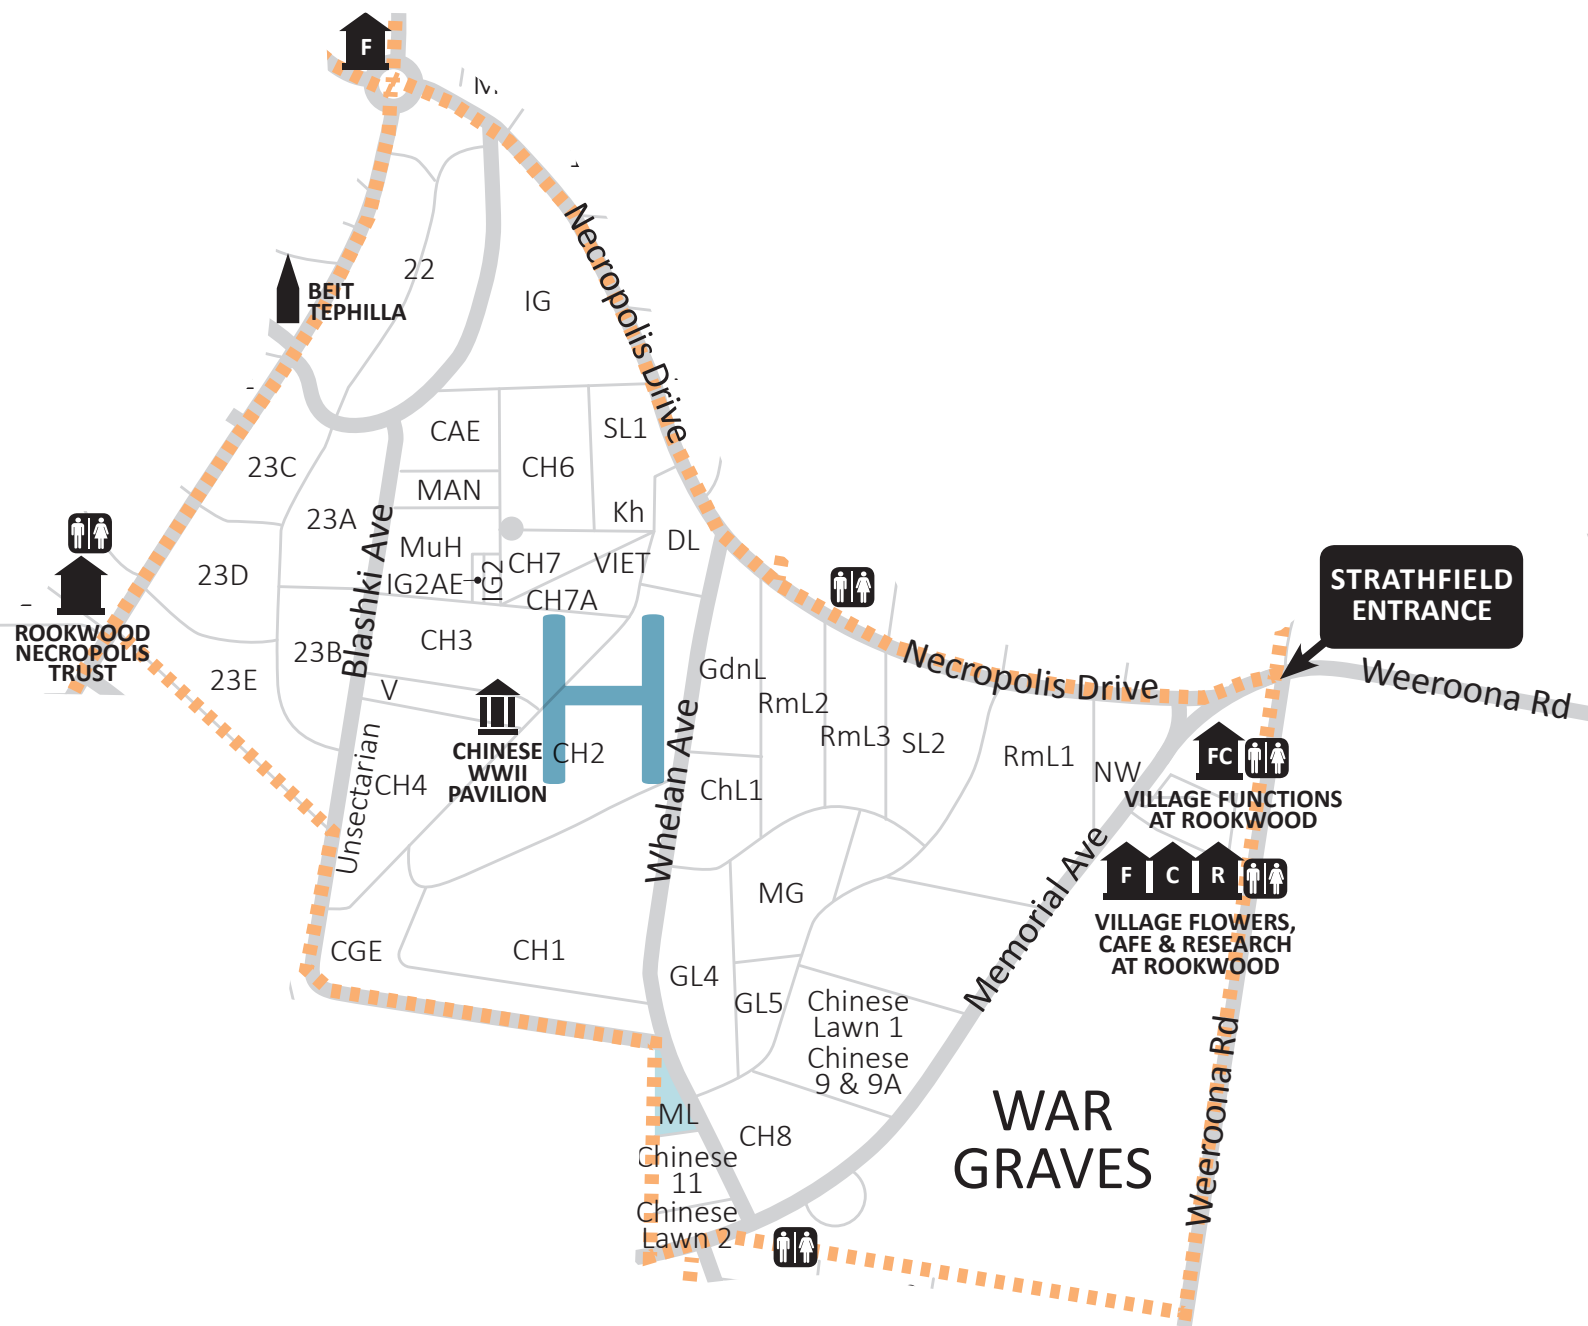 F
22
BEIT
TEPHILLA
IG
Necropolis Drive
CAE
SL1
23C
CH6
MAN
Kh
23A
MuH
DL
CH7
VIET
23D
IG2AE
IG2
CH7A
Blashki Ave
ROOKWOOD
NECROPOLIS
TRUST
STRATHFIELD
ENTRANCE
23B
CH3
H
23E
V
GdnL
RmL2
RmL3
SL2
Necropolis Drive
Weeroona Rd
RmL1
NW
FC
VILLAGE FUNCTIONS
AT ROOKWOOD
CHINESE
WWII
PAVILION
CH2
Unsectarian
CH4
Whelan Ave
ChL1
MG
Memorial Ave
F
C
R
VILLAGE FLOWERS,
CAFE & RESEARCH
AT ROOKWOOD
CGE
CH1
GL4
GL5
Chinese
Lawn 1
Chinese
9 & 9A
Weeroona Rd
WAR
GRAVES
ML
CH8
Chinese
11
Chinese
Lawn 2